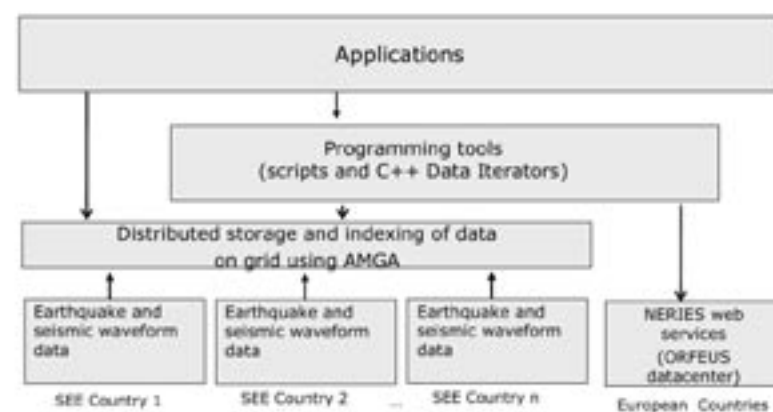 Applications
Programming tools
(scripts and C++ Data Iterators)
Distributed storage and indexing of data
on grid using AMGA
Earthquake and
seismic waveform
data
Earthquake and
seismic waveform
data
Earthquake and
seismic waveform
data
NERIES web
services
(ORFEUS
datacenter)
SEE Country 1
SEE Country 2
...
SEE Country n
European Countries